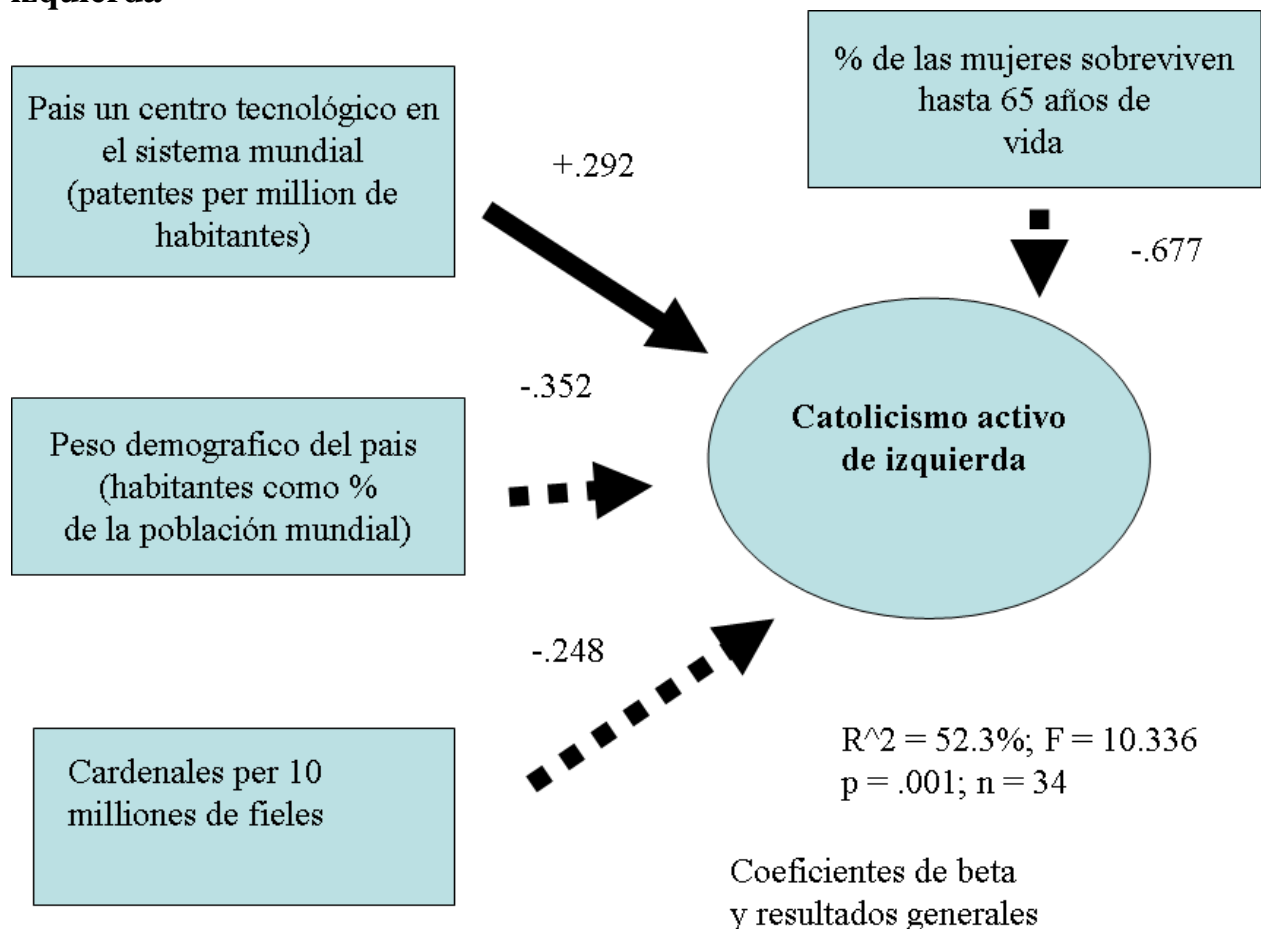 izquierda
Pais un centro tecnológico en
el sistema mundial
(patentes per million de
habitantes)
+.292
% de las mujeres sobreviven
hasta 65 años de
vida
-.677
Peso demografico del pais
(habitantes como %
de la población mundial)
-.352
Catolicismo activo
de izquierda
Cardenales per 10
milliones de fieles
-.248
R^2 = 52.3%; F = 10.336
p = .001; n = 34
Coeficientes de beta
y resultados generales